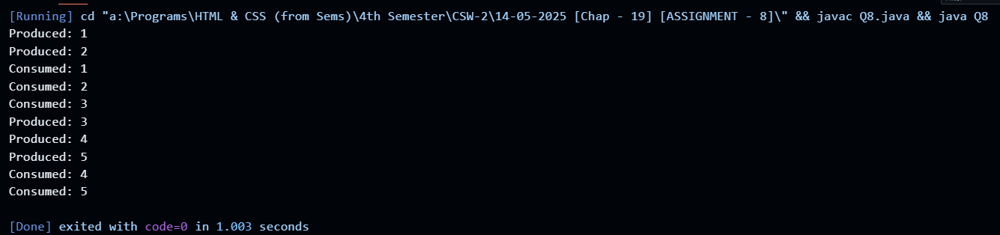 [Running] cd "a:\Programs\HTML & CSS (from Sems)\4th Semester\CSW-2\14-05-2025 [Chap - 19] [ASSIGNMENT - 8]\" && javac Q8.java && java Q8
Produced: 1
Produced: 2
Consumed: 1
Consumed: 2
Consumed: 3
Produced: 3
Produced: 4
Produced: 5
Consumed: 4
Consumed: 5
[Done] exited with code=0 in 1.003 seconds